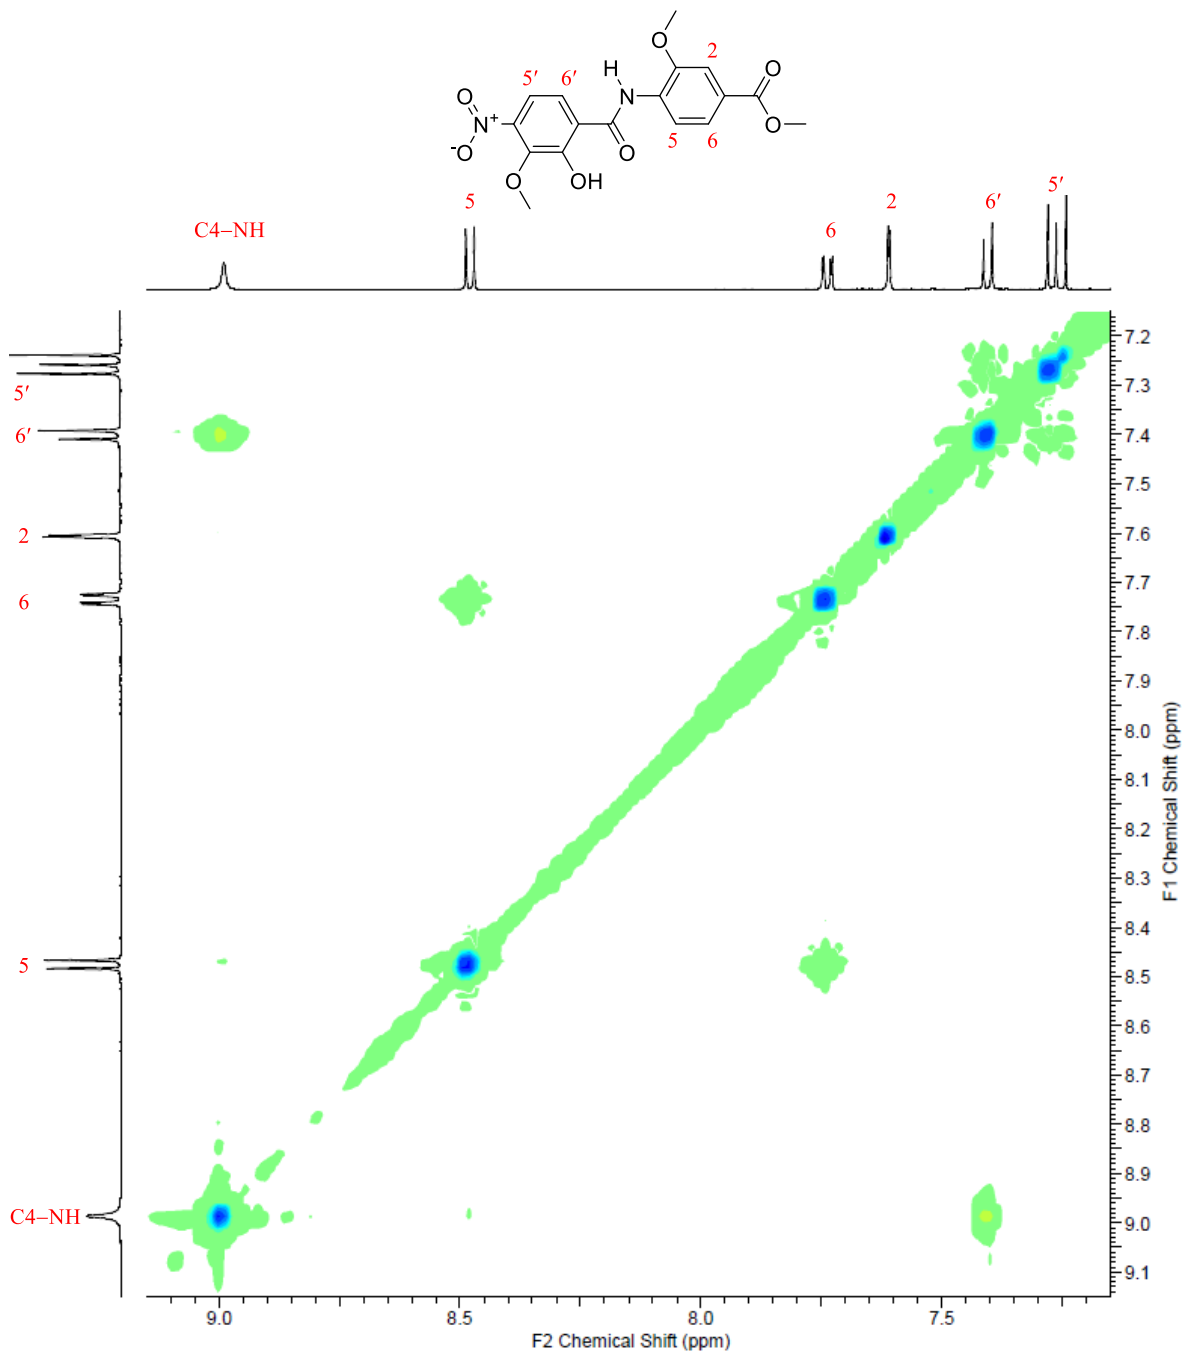 O
2
H
O
5′
6′
O
N
+
N
O
-O
5
6
O
O
OH
5
2
6′
5′
C4–NH
6
7.2
7.3
5′
6′
7.4
7.5
2
7.6
6
7.7
7.8
7.9
8.0
8.1
8.2
8.3
8.4
5
8.5
8.6
8.7
8.8
8.9
C4–NH
9.0
9.1
F1 Chemical Shift (ppm)
9.0
8.5
8.0
7.5
F2 Chemical Shift (ppm)